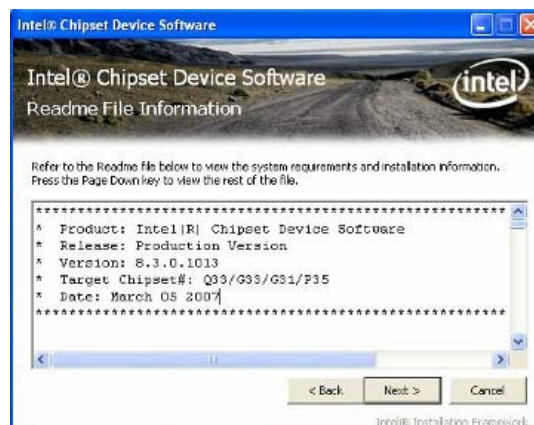 Intel® Chipset Device Software
Intel® Chipset Device Software
intel
Readme File Information
Refer to the Readme file below to view the system requirements and installation information.
Press the Page Down key to view the rest of the file.
******************************************************
* Product: Intel|R| Chipset Device Software
* Release: Production Version
* Version: 8.3.0.1013
* Target Chipset#: Q33/G33/G31/P35
* Date: March 05 2007
******************************************************
< Back
Next >
Cancel
Intel® Installation Framework